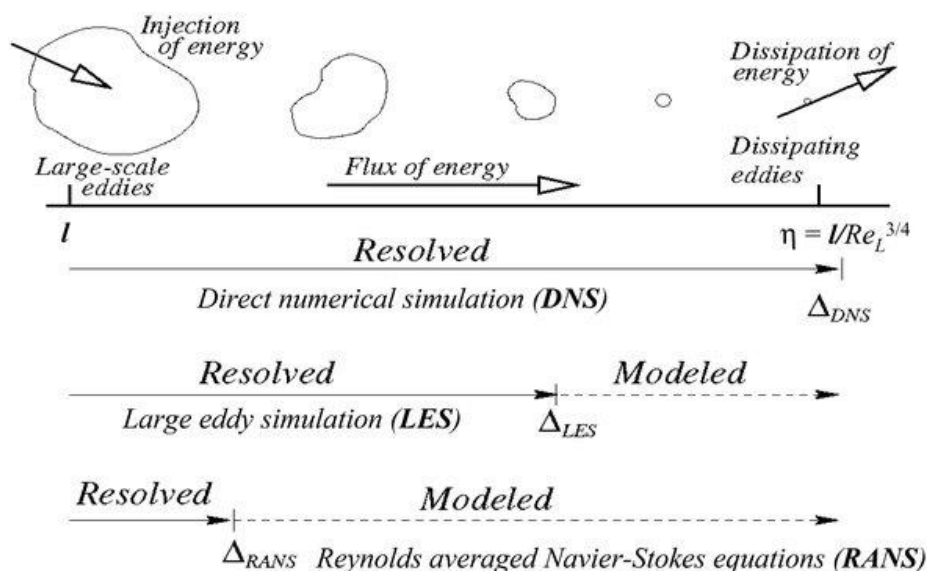 Injection
of energy
Dissipation of
energy
Large-scale
eddies
Flux of energy
Dissipating
eddies
l
η = l/Re_L^3/4
Resolved
Direct numerical simulation (DNS)
Δ_DNS
Resolved
Modeled
Large eddy simulation (LES)
Δ_LES
Resolved
Modeled
Δ_RANS
Reynolds averaged Navier-Stokes equations (RANS)